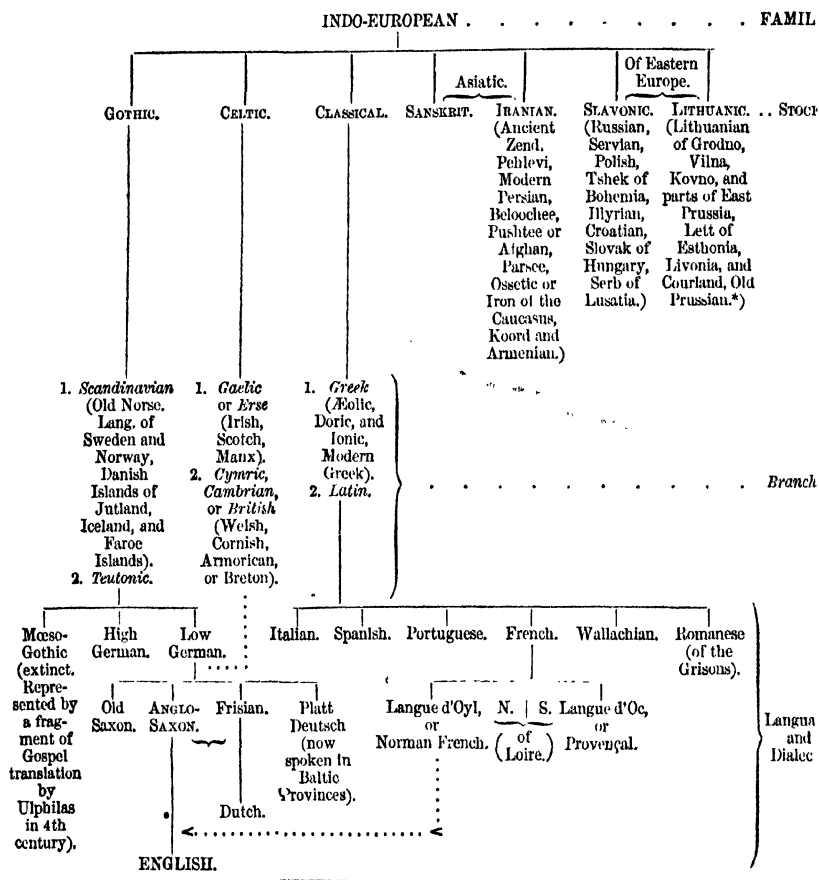 INDO-EUROPEAN . . . . . . . . . FAMIL
Asiatic.
Of Eastern
Europe.
GOTHIC.
CELTIC.
CLASSICAL.
SANSKRIT.
IRANIAN.
(Ancient
Zend,
Pehlevi,
Modern
Persian,
Beloochee,
Pushtee or
Afghan,
Parsee,
Ossetic or
Iron of the
Caucasus,
Koord and
Armenian.)
SLAVONIC.
(Russian,
Servian,
Polish,
Tshek of
Bohemia,
Illyrian,
Croatian,
Slovak of
Hungary,
Serb of
Lusatia.)
LITHUANIC.
(Lithuanian
of Grodno,
Vilna,
Kovno, and
parts of East
Prussia,
Lett of
Esthonia,
Livonia, and
Courland, Old
Prussian.*)
. . STOCK
1. Scandinavian
(Old Norse.
Lang. of
Sweden and
Norway,
Danish
Islands of
Jutland,
Iceland, and
Faroe
Islands).
2. Teutonic.
1. Gaelic
or Erse
(Irish,
Scotch,
Manx).
2. Cymric,
Cambrian,
or British
(Welsh,
Cornish,
Armorican,
or Breton).
1. Greek
(Æolic,
Doric, and
Ionic,
Modern
Greek).
2. Latin.
. . . . . . . . . . Branch
Mœso-
Gothic
(extinct.
Repre-
sented by
a frag-
ment of
Gospel
translation
by
Ulphilas
in 4th
century).
High
German.
Low
German.
Italian.
Spanish.
Portuguese.
French.
Wallachian.
Romanese
(of the
Grisons).
Old
Saxon.
ANGLO-
SAXON.
Frisian.
Platt
Deutsch
(now
spoken in
Baltic
Provinces).
Langue d'Oyl,
or
Norman French.
N. | S.
(of
Loire.)
Langue d'Oc,
or
Provençal.
Langua
and
Dialec
Dutch.
ENGLISH.